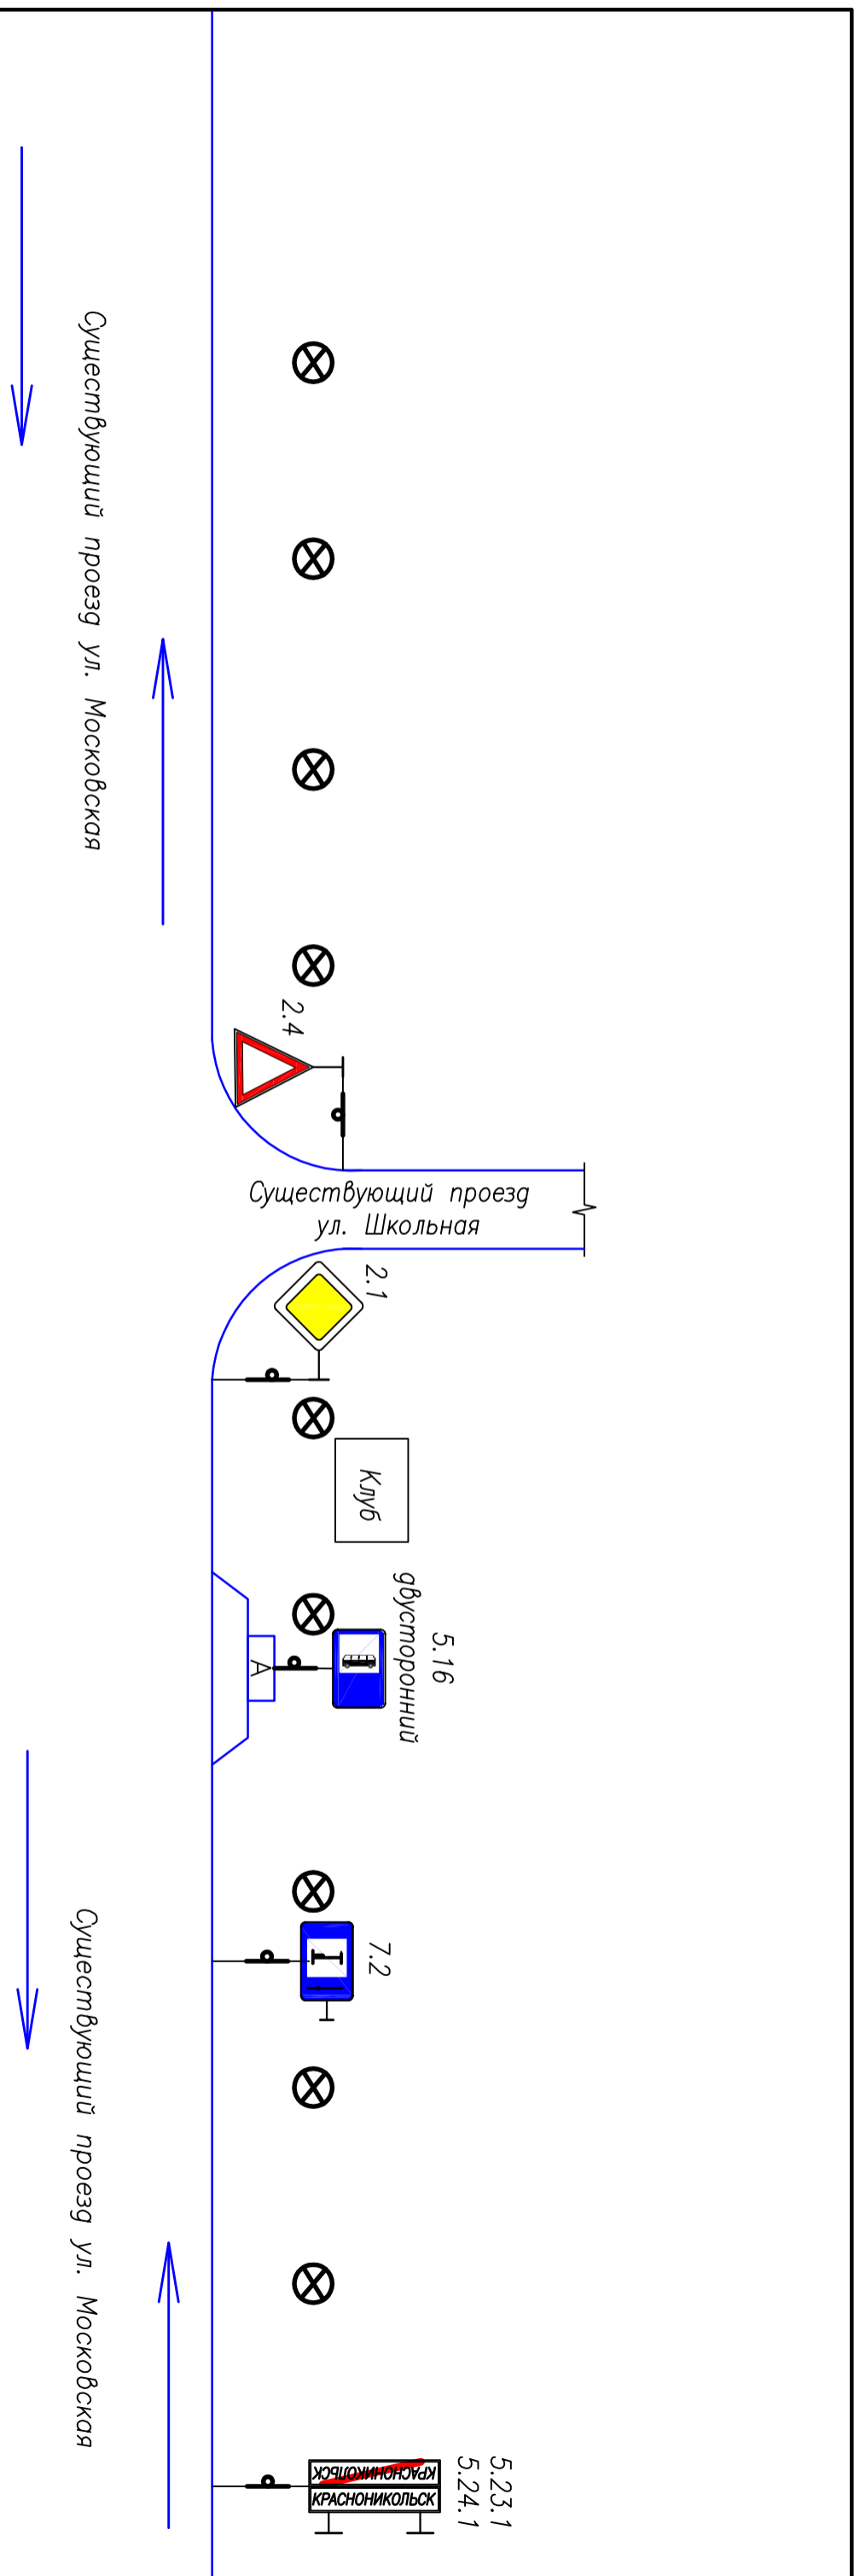 Существующий проезд ул. Московская
2.4
Существующий проезд
ул. Школьная
2.1
Клуб
5.16
двусторонний
А
7.2
Существующий проезд ул. Московская
5.23.1
5.24.1
КРАСНОНИКОЛЬСК
КРАСНОНИКОЛЬСК